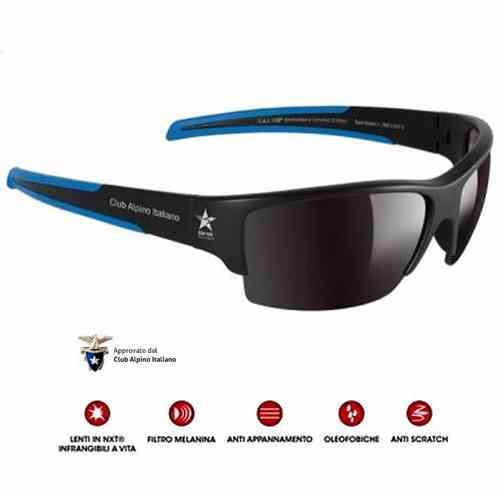 Club Alpino Italiano
Approvato dal
Club Alpino Italiano
LENTI IN NXT®
INFRANGIBILI A VITA
FILTRO MELANINA
ANTI APPANNAMENTO
OLEOFOBICHE
ANTI SCRATCH